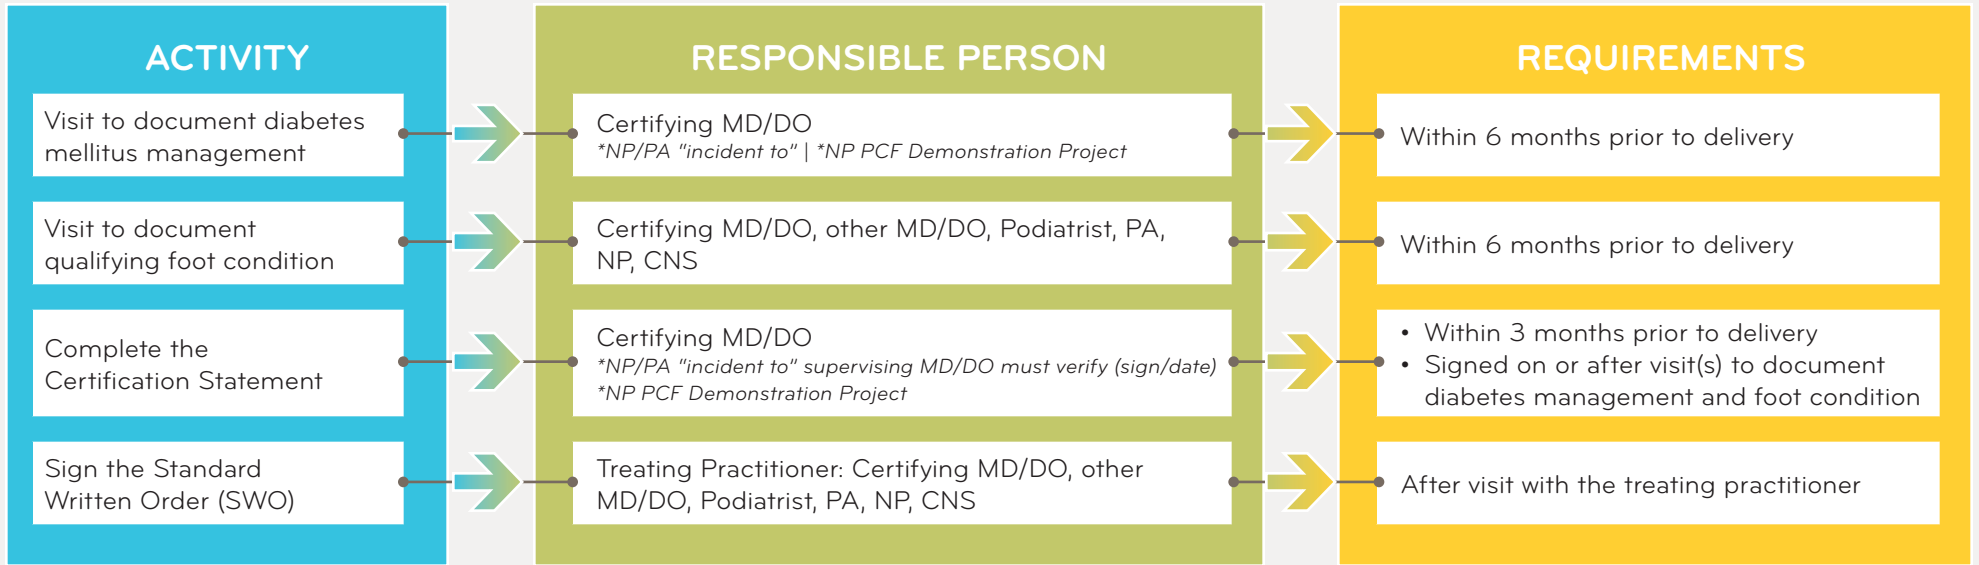 ACTIVITY
Visit to document diabetes
mellitus management
Visit to document
qualifying foot condition
Complete the
Certification Statement
Sign the Standard
Written Order (SWO)
RESPONSIBLE PERSON
Certifying MD/DO
*NP/PA "incident to" | *NP PCF Demonstration Project
Certifying MD/DO, other MD/DO, Podiatrist, PA,
NP, CNS
Certifying MD/DO
*NP/PA "incident to" supervising MD/DO must verify (sign/date)
*NP PCF Demonstration Project
Treating Practitioner: Certifying MD/DO, other
MD/DO, Podiatrist, PA, NP, CNS
REQUIREMENTS
Within 6 months prior to delivery
Within 6 months prior to delivery
• Within 3 months prior to delivery
• Signed on or after visit(s) to document
diabetes management and foot condition
After visit with the treating practitioner